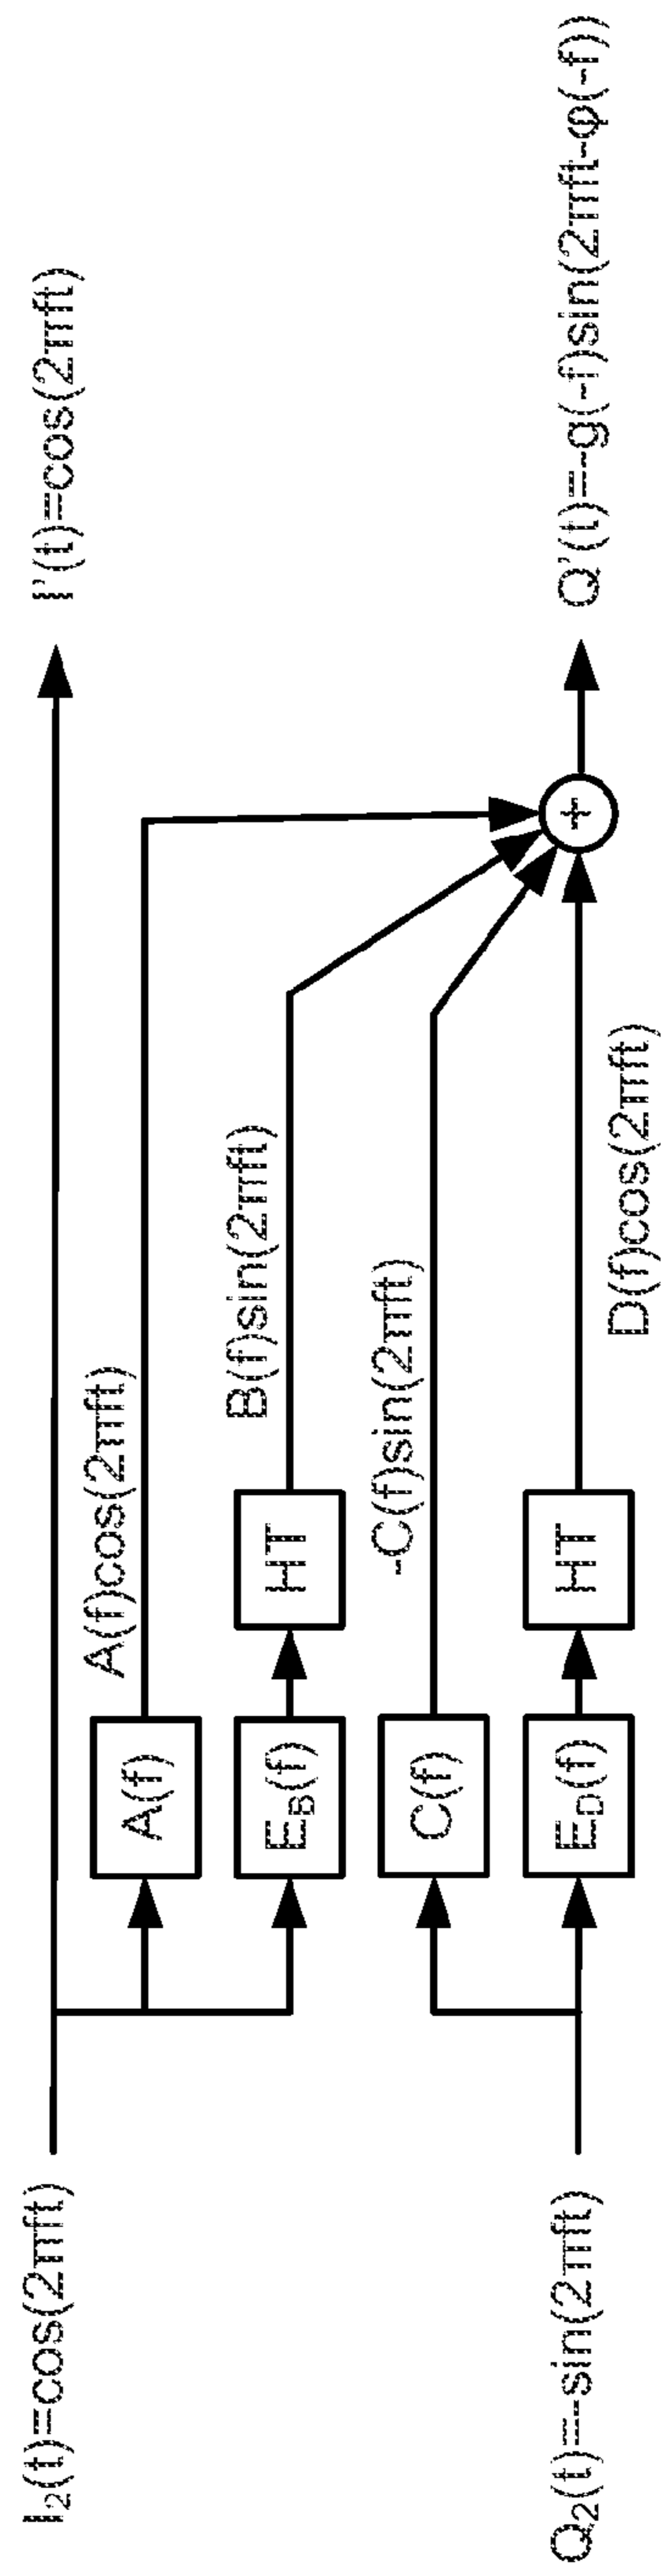 I₂(t)=cos(2πft)
I'(t)=cos(2πft)
A(f)
A(f)cos(2πft)
E_B(f)
HT
B(f)sin(2πft)
C(f)
-C(f)sin(2πft)
+
Q₂(t)=-sin(2πft)
E_D(f)
HT
D(f)cos(2πft)
Q'(t)=-g(-f)sin(2πft-φ(-f))